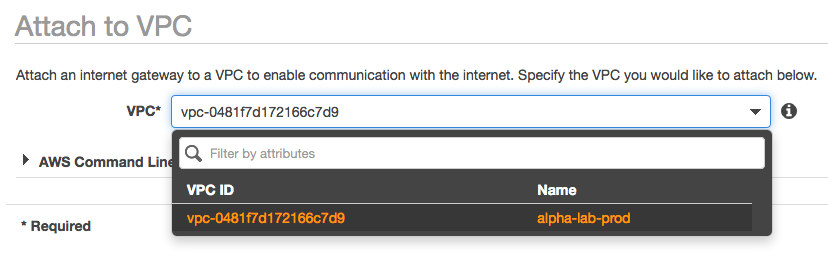 Attach to VPC
Attach an internet gateway to a VPC to enable communication with the internet. Specify the VPC you would like to attach below.
VPC* vpc-0481f7d172166c7d9
Filter by attributes
AWS Command Line
VPC ID Name
vpc-0481f7d172166c7d9 alpha-lab-prod
* Required